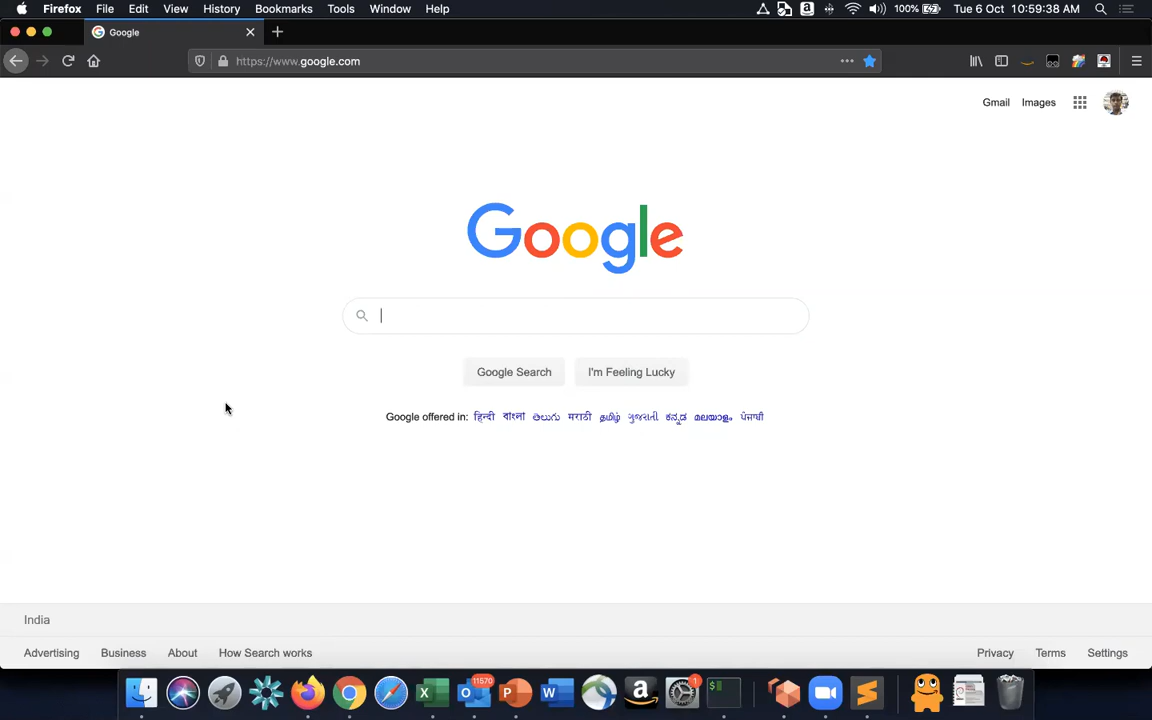 Firefox File Edit View History Bookmarks Tools Window Help 100% Tue 6 Oct 10:59:38 AM
Google
https://www.google.com
Gmail Images
Google
Google Search I'm Feeling Lucky
Google offered in: हिन्दी বাংলা తెలుగు मराठी தமிழ் ગુજરાતી ಕನ್ನಡ മലയാളം ਪੰਜਾਬੀ
India
Advertising Business About How Search works Privacy Terms Settings
11570 1